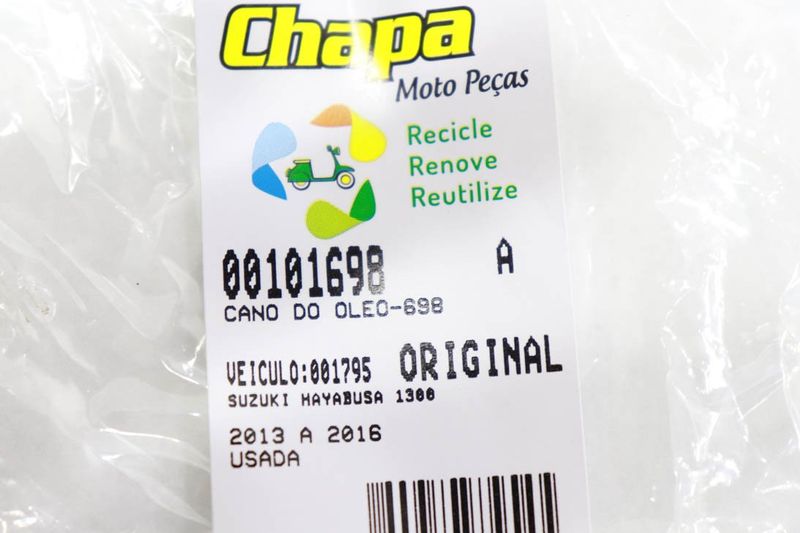 Chapa
Moto Peças
Recicle
Renove
Reutilize
00101698 A
CANO DO OLEO-698
VEICULO:001795 ORIGINAL
SUZUKI HAYABUSA 1300
2013 A 2016
USADA